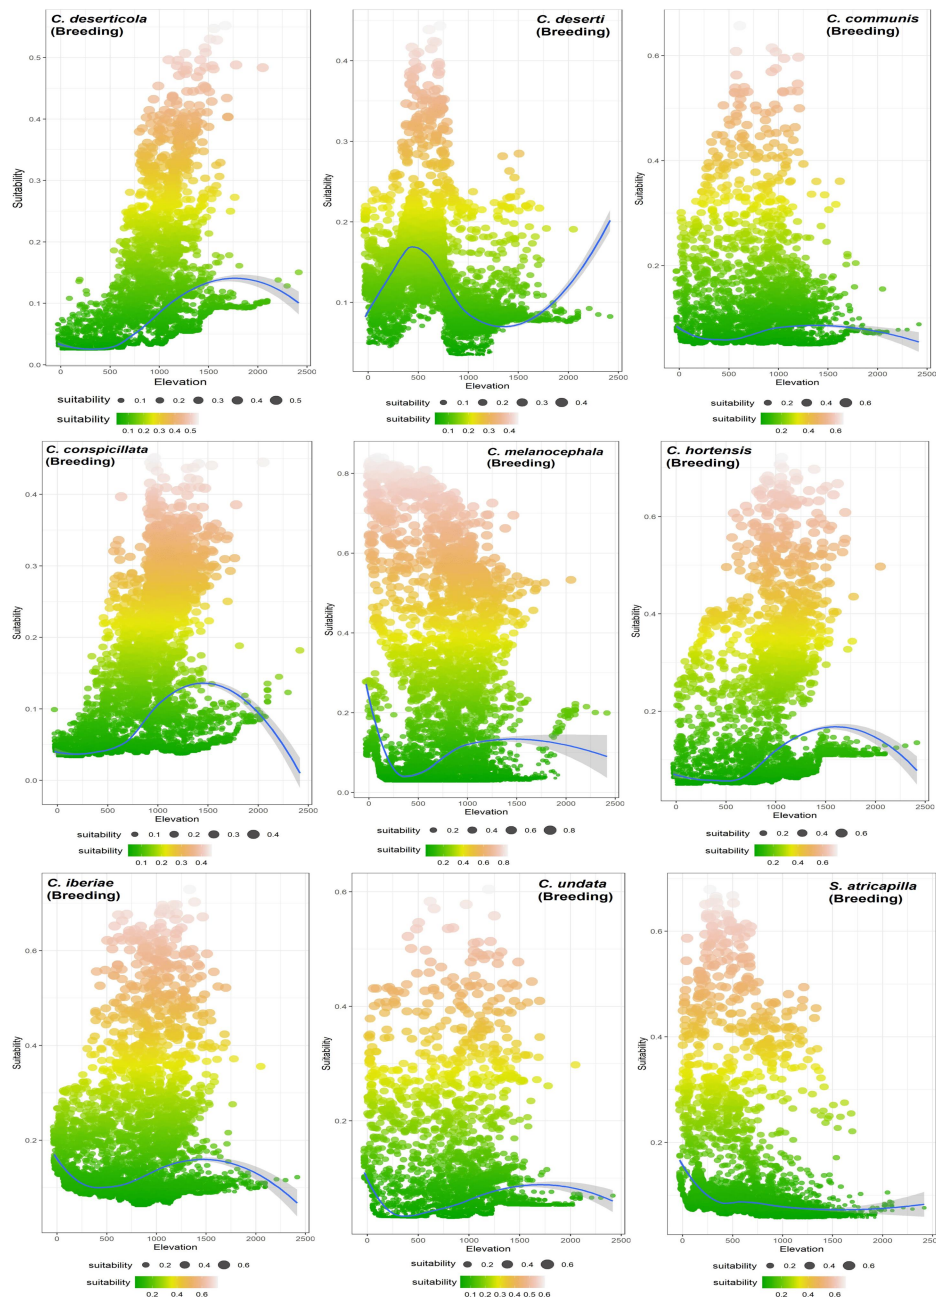 C. deserticola
(Breeding)
Suitability
0.5
0.4
0.3
0.2
0.1
0.0
0 500 1000 1500 2000 2500
Elevation
suitability 0.1 0.2 0.3 0.4 0.5
suitability
0.1 0.2 0.3 0.4 0.5
C. deserti
(Breeding)
Suitability
0.4
0.3
0.2
0.1
0 500 1000 1500 2000 2500
Elevation
suitability 0.1 0.2 0.3 0.4
suitability
0.1 0.2 0.3 0.4
C. communis
(Breeding)
Suitability
0.6
0.4
0.2
0 500 1000 1500 2000 2500
Elevation
suitability 0.2 0.4 0.6
suitability
0.2 0.4 0.6
C. conspicillata
(Breeding)
Suitability
0.4
0.3
0.2
0.1
0.0
0 500 1000 1500 2000 2500
Elevation
suitability 0.1 0.2 0.3 0.4
suitability
0.1 0.2 0.3 0.4
C. melanocephala
(Breeding)
Suitability
0.8
0.6
0.4
0.2
0.0
0 500 1000 1500 2000 2500
Elevation
suitability 0.2 0.4 0.6 0.8
suitability
0.2 0.4 0.6 0.8
C. hortensis
(Breeding)
Suitability
0.6
0.4
0.2
0 500 1000 1500 2000 2500
Elevation
suitability 0.2 0.4 0.6
suitability
0.2 0.4 0.6
C. iberiae
(Breeding)
Suitability
0.6
0.4
0.2
0 500 1000 1500 2000 2500
Elevation
suitability 0.2 0.4 0.6
suitability
0.2 0.4 0.6
C. undata
(Breeding)
Suitability
0.6
0.4
0.2
0 500 1000 1500 2000 2500
Elevation
suitability 0.2 0.4 0.6
suitability
0.1 0.2 0.3 0.4 0.5 0.6
S. atricapilla
(Breeding)
Suitability
0.6
0.4
0.2
0 500 1000 1500 2000 2500
Elevation
suitability 0.2 0.4 0.6
suitability
0.2 0.4 0.6